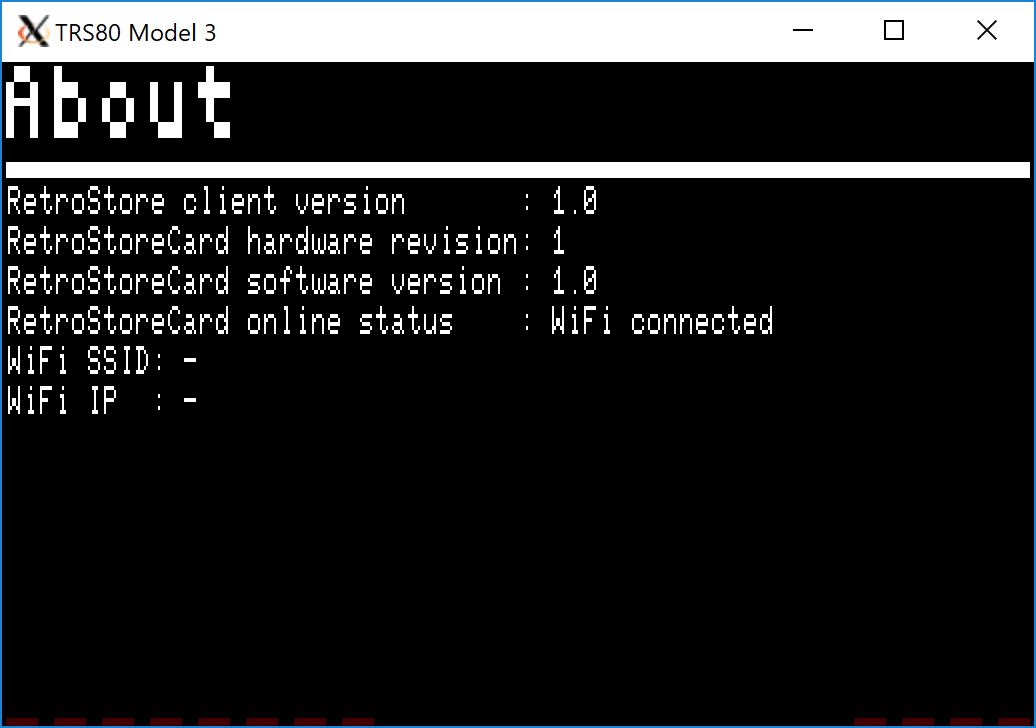 TRS80 Model 3
About
RetroStore client version       : 1.0
RetroStoreCard hardware revision: 1
RetroStoreCard software version : 1.0
RetroStoreCard online status    : WiFi connected
WiFi SSID: -
WiFi IP  : -